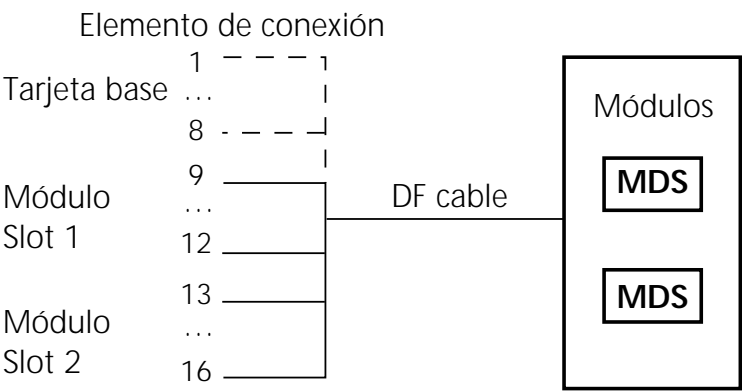 Elemento de conexión
1
Tarjeta base ...
8
9
Módulo
Slot 1
...
12
13
Módulo
Slot 2
...
16
DF cable
Módulos
MDS
MDS